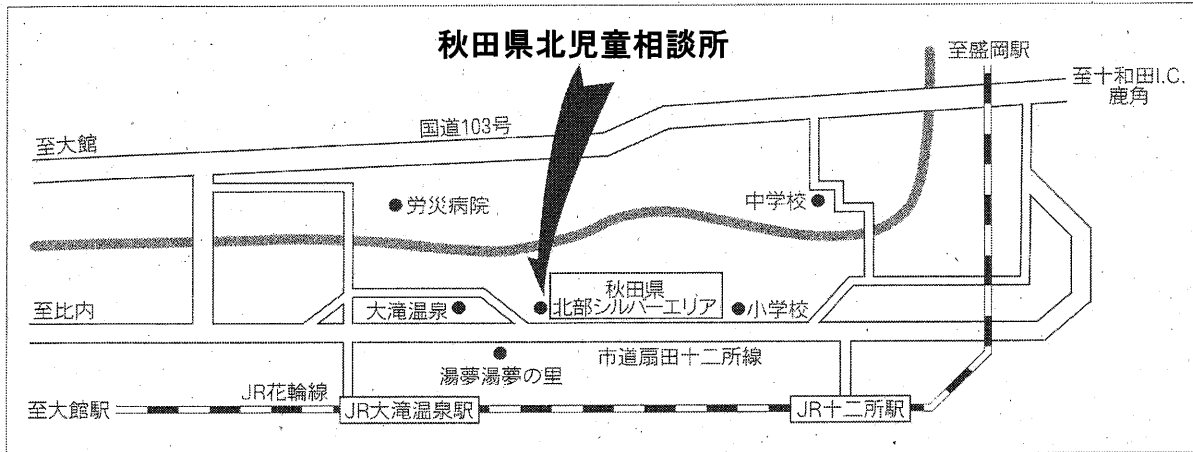 秋田県北児童相談所
至盛岡駅
至十和田I.C.
鹿角
国道103号
至大館
労災病院
中学校
至比内
大滝温泉
秋田県
北部シルバーエリア
小学校
湯夢湯夢の里
市道扇田十二所線
JR花輪線
至大館駅
JR大滝温泉駅
JR十二所駅